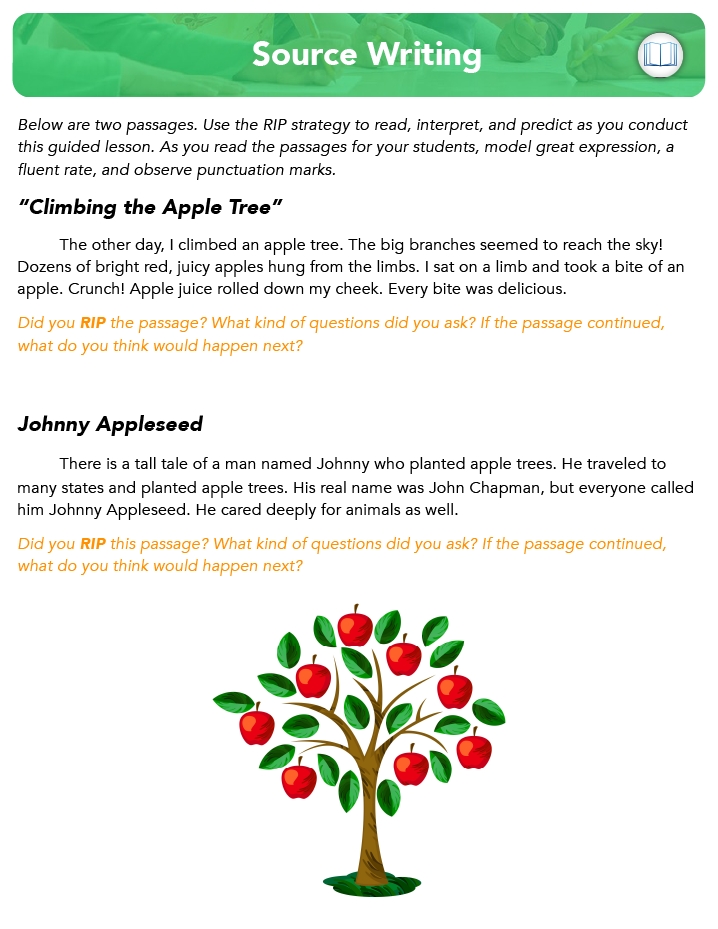 Source Writing
Below are two passages. Use the RIP strategy to read, interpret, and predict as you conduct
this guided lesson. As you read the passages for your students, model great expression, a
fluent rate, and observe punctuation marks.
“Climbing the Apple Tree”
The other day, I climbed an apple tree. The big branches seemed to reach the sky!
Dozens of bright red, juicy apples hung from the limbs. I sat on a limb and took a bite of an
apple. Crunch! Apple juice rolled down my cheek. Every bite was delicious.
Did you RIP the passage? What kind of questions did you ask? If the passage continued,
what do you think would happen next?
Johnny Appleseed
There is a tall tale of a man named Johnny who planted apple trees. He traveled to
many states and planted apple trees. His real name was John Chapman, but everyone called
him Johnny Appleseed. He cared deeply for animals as well.
Did you RIP this passage? What kind of questions did you ask? If the passage continued,
what do you think would happen next?